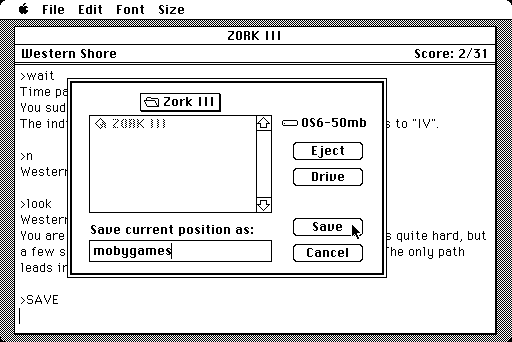 File Edit Font Size
ZORK III
Western Shore Score: 2/31
>wait
Time pa
You sud
The ind s to "IV".
>n
Western
>look
Western
You are s quite hard, but
a few s The only path
leads in
>SAVE
Zork III
ZORK III
OS6-50mb
Eject
Drive
Save current position as:
mobygames
Save
Cancel